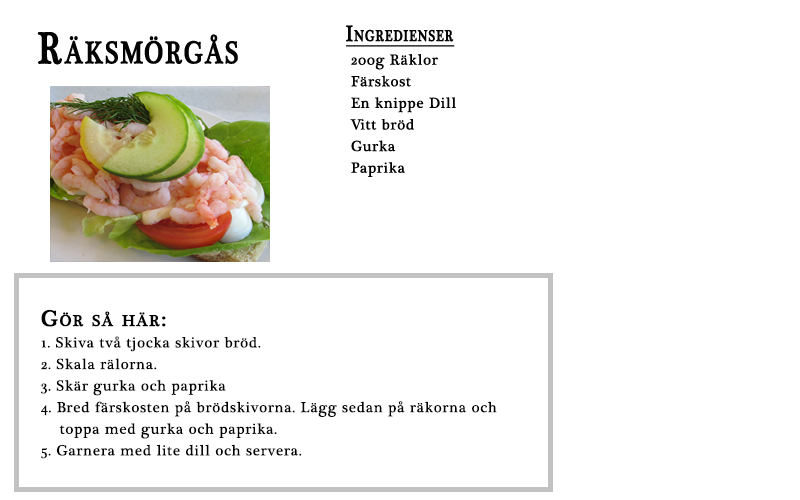 Räksmörgås
Ingredienser
200g Räklor
Färskost
En knippe Dill
Vitt bröd
Gurka
Paprika
Gör så här:
1. Skiva två tjocka skivor bröd.
2. Skala rälorna.
3. Skär gurka och paprika
4. Bred färskosten på brödskivorna. Lägg sedan på räkorna och
toppa med gurka och paprika.
5. Garnera med lite dill och servera.